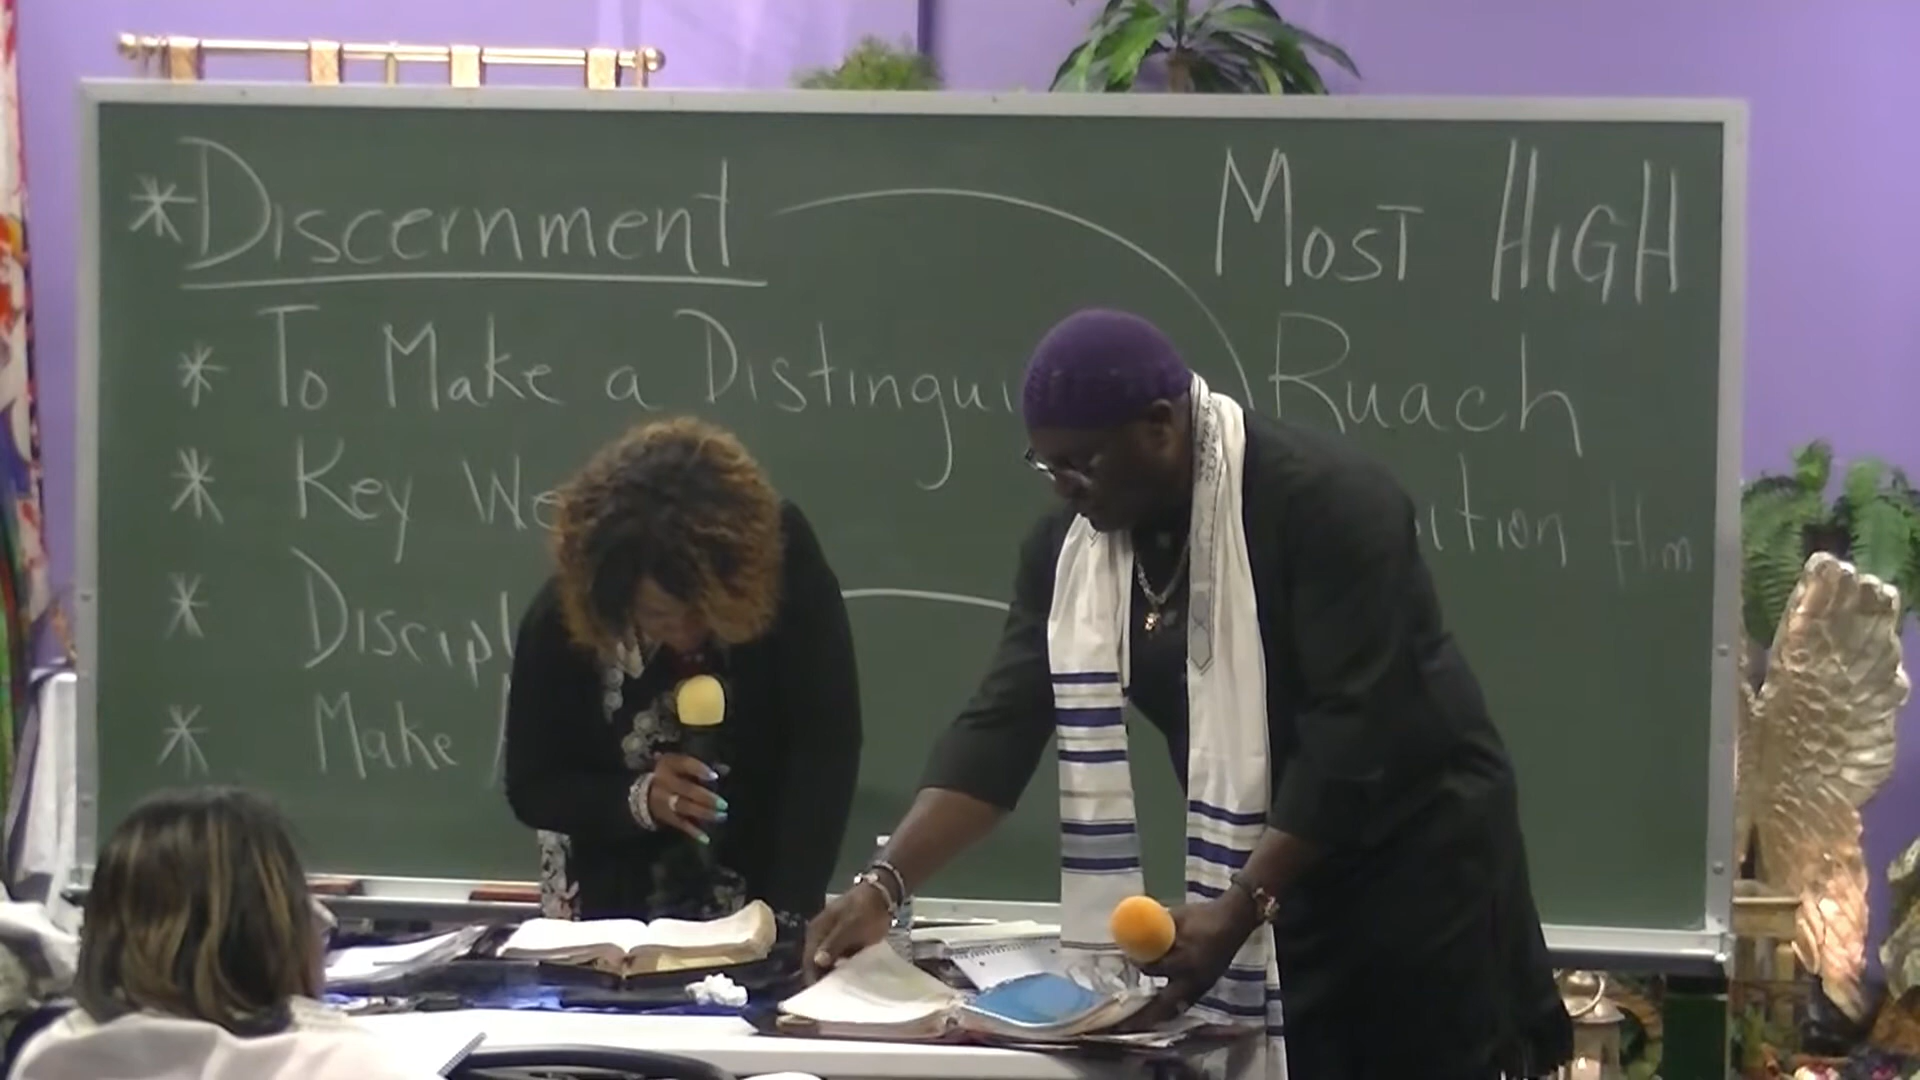 * Discernment
Most HIGH
* To Make a Distingui
Ruach
* Key We
ition Him
* Discipl
* Make